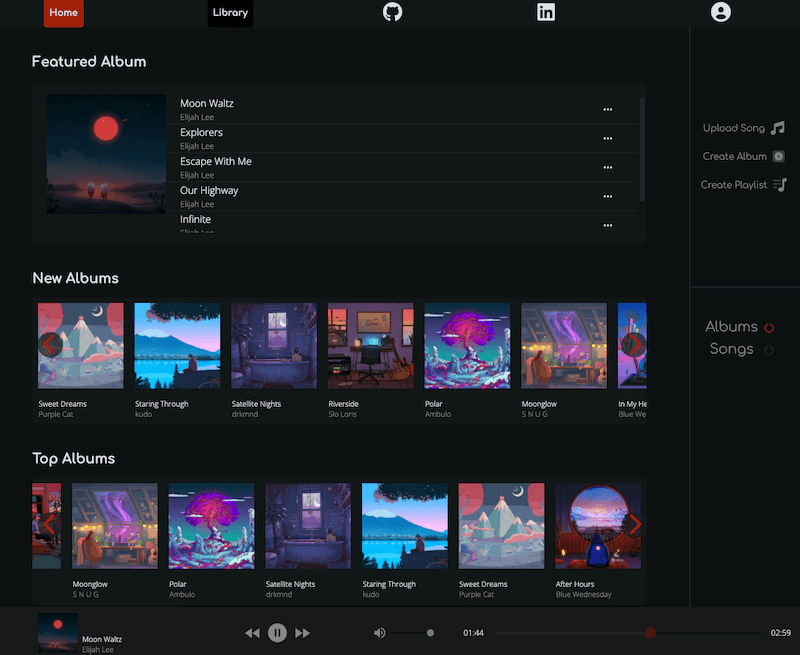 Home
Library
Featured Album
Moon Waltz
Elijah Lee
Explorers
Elijah Lee
Escape With Me
Elijah Lee
Our Highway
Elijah Lee
Infinite
Elijah Lee
Upload Song
Create Album
Create Playlist
New Albums
Sweet Dreams
Purple Cat
Staring Through
kudo
Satellite Nights
drkmnd
Riverside
Slo Loris
Polar
Ambulo
Moonglow
S N U G
In My He
Blue We
Albums
Songs
Top Albums
Moonglow
S N U G
Polar
Ambulo
Satellite Nights
drkmnd
Staring Through
kudo
Sweet Dreams
Purple Cat
After Hours
Blue Wednesday
Moon Waltz
Elijah Lee
01:44
02:59